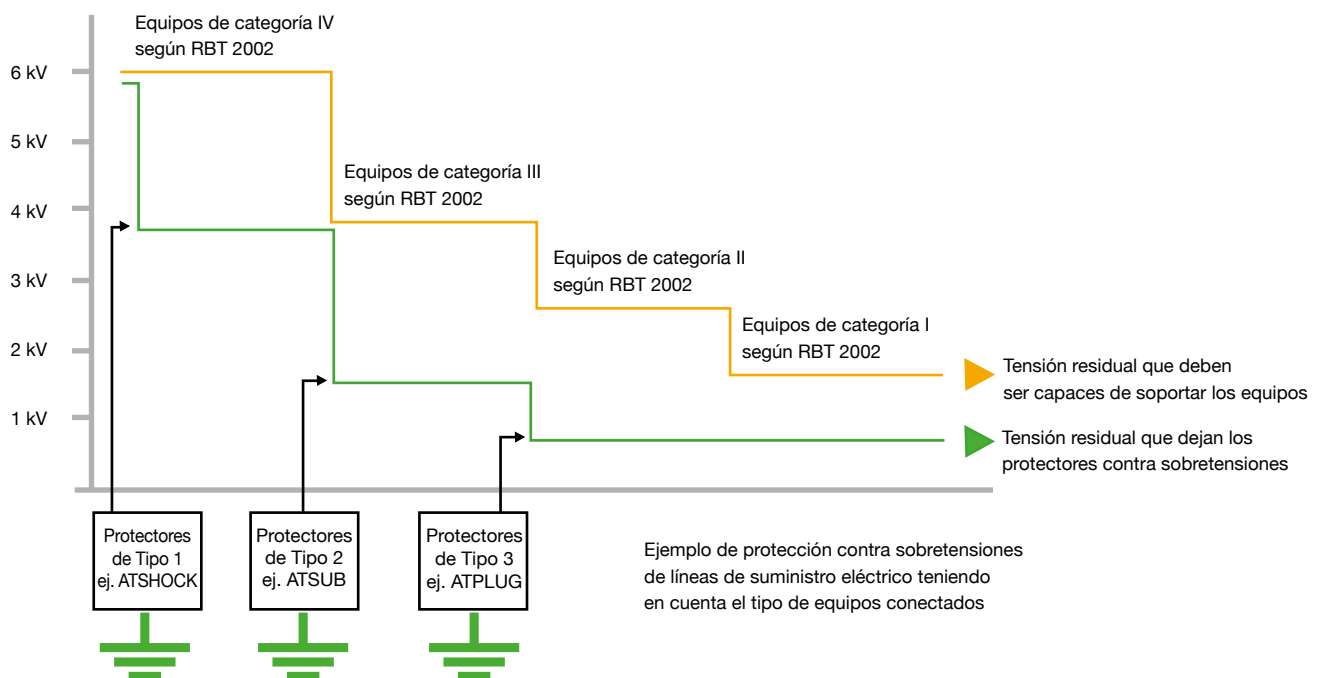 Equipos de categoría IV
según RBT 2002
6 kV
5 kV
Equipos de categoría III
según RBT 2002
4 kV
Equipos de categoría II
según RBT 2002
3 kV
Equipos de categoría I
según RBT 2002
2 kV
Tensión residual que deben
ser capaces de soportar los equipos
1 kV
Tensión residual que dejan los
protectores contra sobretensiones
Protectores
de Tipo 1
ej. ATSHOCK
Protectores
de Tipo 2
ej. ATSUB
Protectores
de Tipo 3
ej. ATPLUG
Ejemplo de protección contra sobretensiones
de líneas de suministro eléctrico teniendo
en cuenta el tipo de equipos conectados